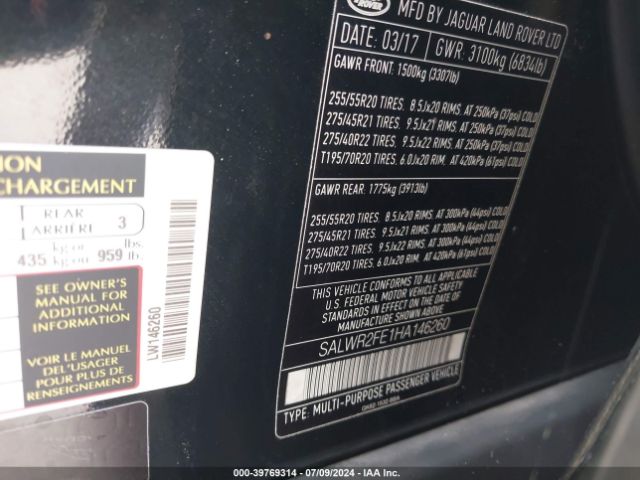 ROVER
MFD BY JAGUAR LAND ROVER LTD
DATE: 03/17 GWR: 3100kg (6834lb)
GAWR FRONT: 1500kg (3307lb)
255/55R20 TIRES. 8.5Jx20 RIMS. AT 250kPa (37psi) COLD
275/45R21 TIRES. 9.5Jx21 RIMS. AT 250kPa (37psi) COLD
275/40R22 TIRES. 9.5Jx22 RIMS. AT 250kPa (37psi) COLD
T195/70R20 TIRES. 6.0Jx20 RIM. AT 420kPa (61psi) COLD
GAWR REAR: 1775kg (3913lb)
255/55R20 TIRES. 8.5Jx20 RIMS. AT 300kPa (44psi) COLD
275/45R21 TIRES. 9.5Jx21 RIMS. AT 300kPa (44psi) COLD
275/40R22 TIRES. 9.5Jx22 RIMS. AT 300kPa (44psi) COLD
T195/70R20 TIRES. 6.0Jx20 RIM. AT 420kPa (61psi) COLD
THIS VEHICLE CONFORMS TO ALL APPLICABLE
U.S. FEDERAL MOTOR VEHICLE SAFETY
STANDARDS IN EFFECT ON THE DATE OF
MANUFACTURE SHOWN ABOVE
SALWR2FE1HA146260
TYPE: MULTI-PURPOSE PASSENGER VEHICLE
TION
CHARGEMENT
REAR
ARRIÈRE 3
kg or lbs.
435 kg ou 959 lb.
SEE OWNER'S
MANUAL FOR
ADDITIONAL
INFORMATION
VOIR LE MANUEL
DE L'USAGER
POUR PLUS DE
RENSEIGNEMENTS
LW146260
000-39769314 - 07/09/2024 - IAA Inc.